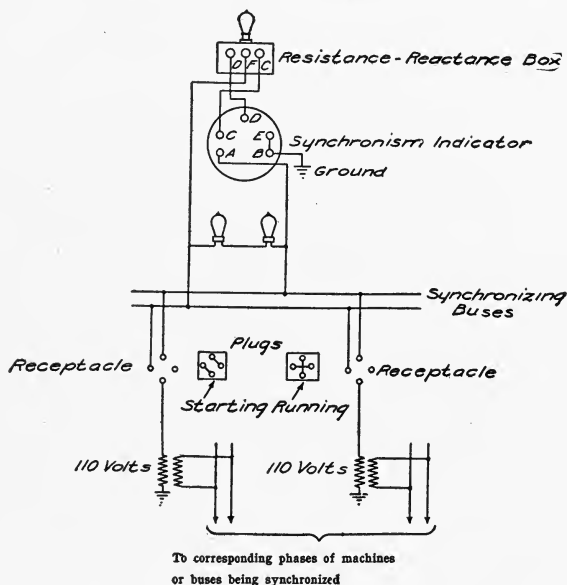 D F C
Resistance-Reactance Box
D
C E
Synchronism Indicator
A B
Ground
Synchronizing
Buses
Plugs
Receptacle
Receptacle
Starting Running
110 Volts
110 Volts
To corresponding phases of machines
or buses being synchronized